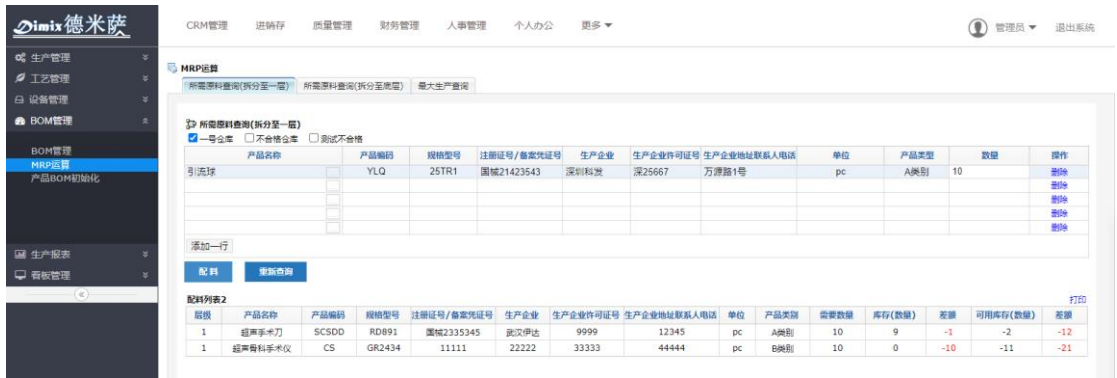 Dimix德米萨 CRM管理 进销存 质量管理 财务管理 人事管理 个人办公 更多 管理员 退出系统
生产管理
工艺管理
设备管理
BOM管理
BOM管理
MRP运算
产品BOM初始化
生产报表
看板管理
MRP运算
所需原料查询(拆分至一层) 所需原料查询(拆分至底层) 最大生产查询
所需原料查询(拆分至一层)
一号仓库 不合格仓库 测试不合格
产品名称 产品编码 规格型号 注册证号/备案凭证号 生产企业 生产企业许可证号 生产企业地址联系人电话 单位 产品类型 数量 操作
引流球 YLQ 25TR1 国械21423543 深圳科发 深25667 万源路1号 pc A类别 10 删除
删除
删除
删除
删除
添加一行
配 料 重新查询
配料列表2 打印
层级 产品名称 产品编码 规格型号 注册证号/备案凭证号 生产企业 生产企业许可证号 生产企业地址联系人电话 单位 产品类别 需要数量 库存(数量) 差额 可用库存(数量) 差额
1 超声手术刀 SCSDD RD891 国械2335345 武汉伊达 9999 12345 pc A类别 10 9 -1 -2 -12
1 超声骨科手术仪 CS GR2434 11111 22222 33333 44444 pc B类别 10 0 -10 -11 -21